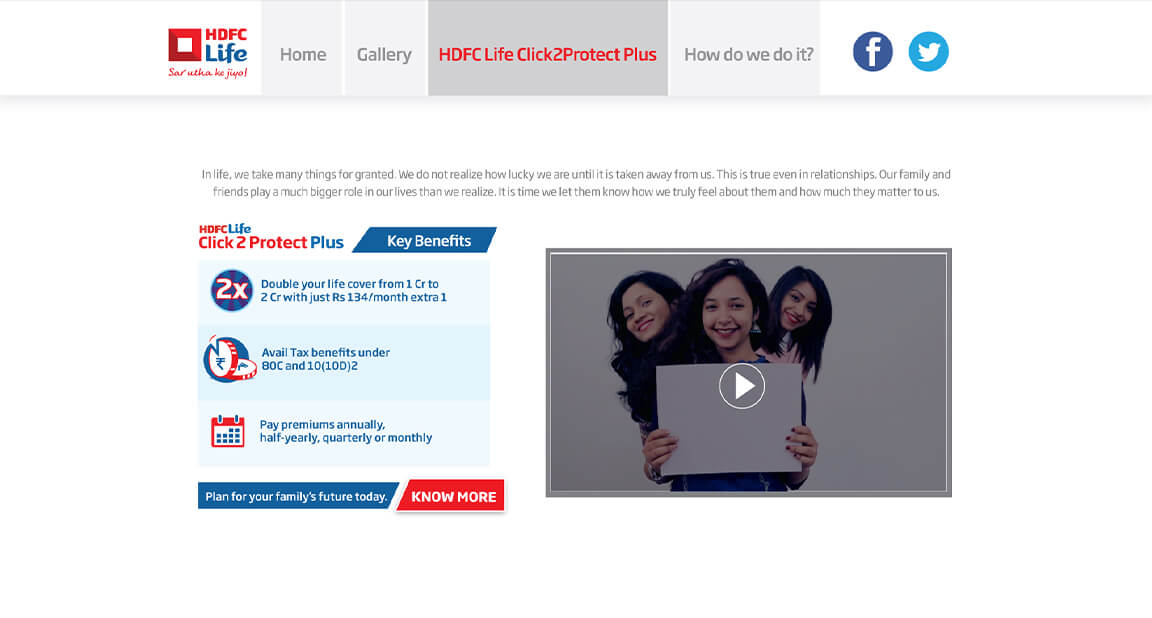 HDFC
Life
Sar utha ke jiyo!
Home
Gallery
HDFC Life Click2Protect Plus
How do we do it?
In life, we take many things for granted. We do not realize how lucky we are until it is taken away from us. This is true even in relationships. Our family and
friends play a much bigger role in our lives than we realize. It is time we let them know how we truly feel about them and how much they matter to us.
HDFC Life
Click 2 Protect Plus
Key Benefits
2x
Double your life cover from 1 Cr to
2 Cr with just Rs 134/month extra 1
₹
Avail Tax benefits under
80C and 10(10D)2
Pay premiums annually,
half-yearly, quarterly or monthly
Plan for your family's future today.
KNOW MORE